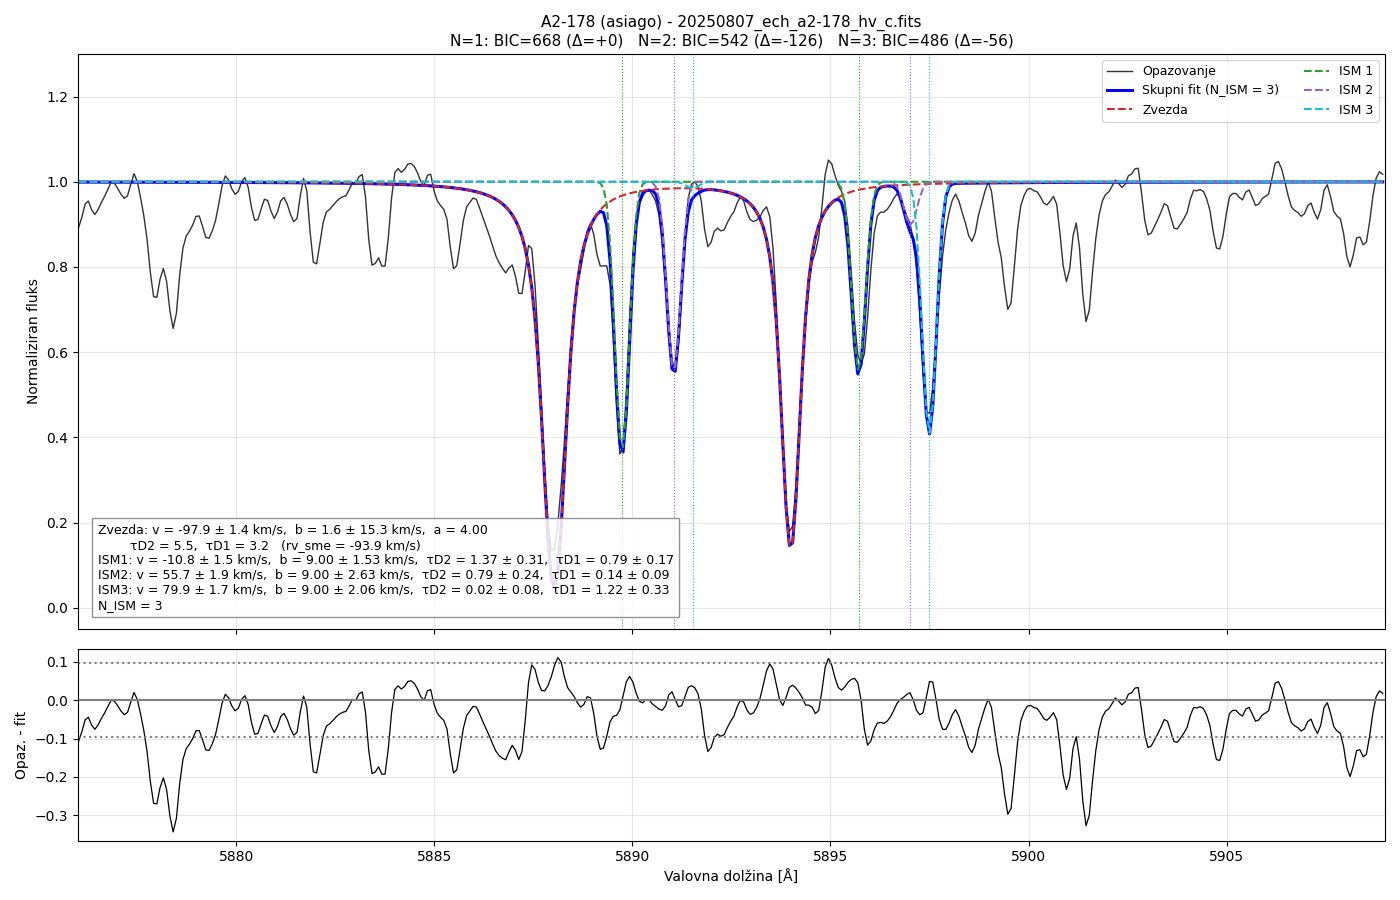 A2-178 (asiago) - 20250807_ech_a2-178_hv_c.fits
N=1: BIC=668 (Δ=+0)   N=2: BIC=542 (Δ=-126)   N=3: BIC=486 (Δ=-56)
Opazovanje
Skupni fit (N_ISM = 3)
Zvezda
ISM 1
ISM 2
ISM 3
Normaliziran fluks
1.2
1.0
0.8
0.6
0.4
0.2
0.0
Zvezda: v = -97.9 ± 1.4 km/s,  b = 1.6 ± 15.3 km/s,  a = 4.00
τD2 = 5.5,  τD1 = 3.2   (rv_sme = -93.9 km/s)
ISM1: v = -10.8 ± 1.5 km/s,  b = 9.00 ± 1.53 km/s,  τD2 = 1.37 ± 0.31,  τD1 = 0.79 ± 0.17
ISM2: v = 55.7 ± 1.9 km/s,  b = 9.00 ± 2.63 km/s,  τD2 = 0.79 ± 0.24,  τD1 = 0.14 ± 0.09
ISM3: v = 79.9 ± 1.7 km/s,  b = 9.00 ± 2.06 km/s,  τD2 = 0.02 ± 0.08,  τD1 = 1.22 ± 0.33
N_ISM = 3
Opaz. - fit
0.1
0.0
−0.1
−0.2
−0.3
5880 5885 5890 5895 5900 5905
Valovna dolžina [Å]